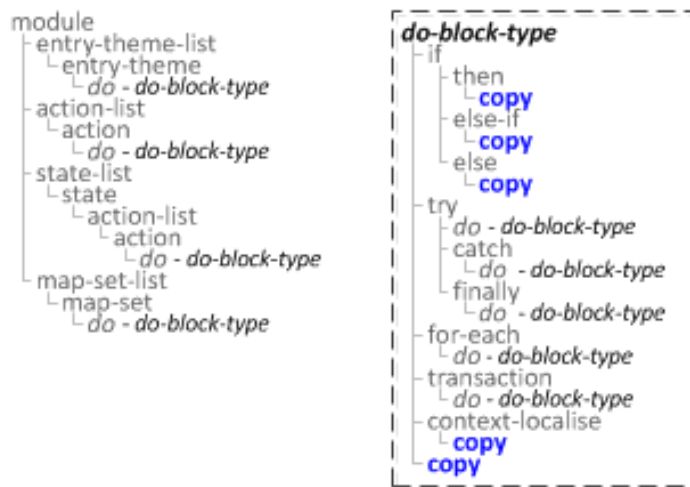 module
entry-theme-list
entry-theme
do - do-block-type
action-list
action
do - do-block-type
state-list
state
action-list
action
do - do-block-type
map-set-list
map-set
do - do-block-type
do-block-type
if
then
copy
else-if
copy
else
copy
try
do - do-block-type
catch
do - do-block-type
finally
do - do-block-type
for-each
do - do-block-type
transaction
do - do-block-type
context-localise
copy
copy